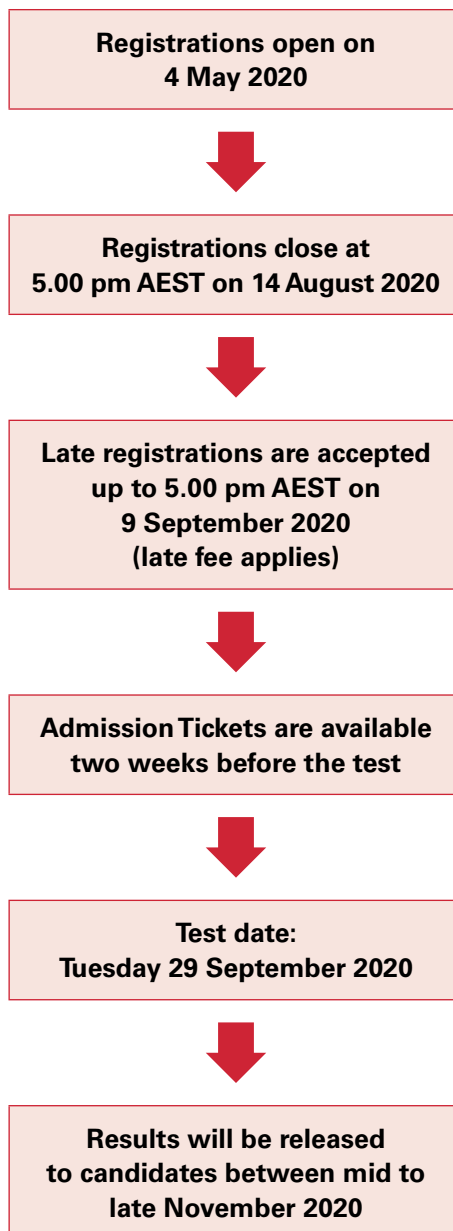 Registrations open on
4 May 2020
Registrations close at
5.00 pm AEST on 14 August 2020
Late registrations are accepted
up to 5.00 pm AEST on
9 September 2020
(late fee applies)
Admission Tickets are available
two weeks before the test
Test date:
Tuesday 29 September 2020
Results will be released
to candidates between mid to
late November 2020